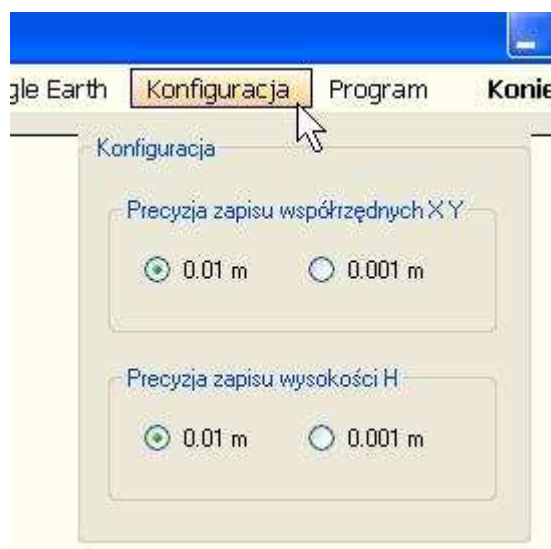 gle Earth Konfiguracja Program Konie
Konfiguracja
Precyzja zapisu współrzędnych X Y
0.01 m 0.001 m
Precyzja zapisu wysokości H
0.01 m 0.001 m